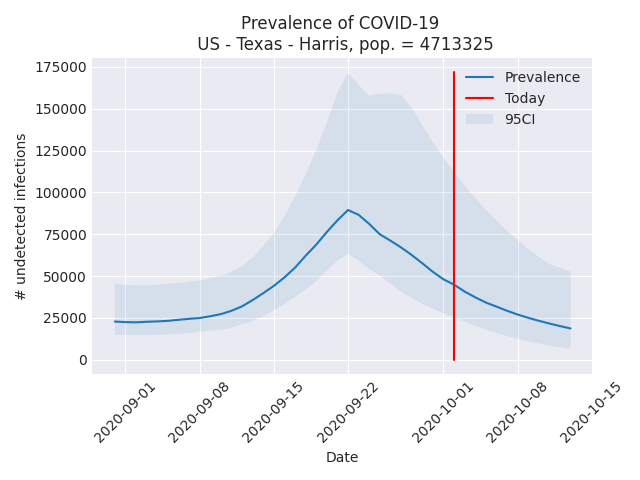 Prevalence of COVID-19
US - Texas - Harris, pop. = 4713325
# undetected infections
175000
150000
125000
100000
75000
50000
25000
0
Prevalence
Today
95CI
2020-09-01
2020-09-08
2020-09-15
2020-09-22
2020-10-01
2020-10-08
2020-10-15
Date